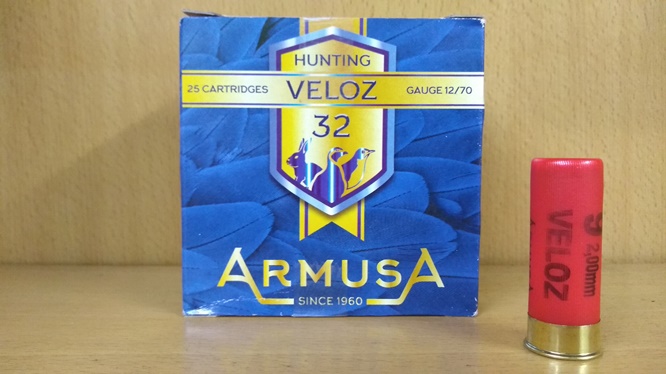 HUNTING
25 CARTRIDGES VELOZ GAUGE 12/70
32
ARMUSA
SINCE 1960
9 2,00mm
VELOZ